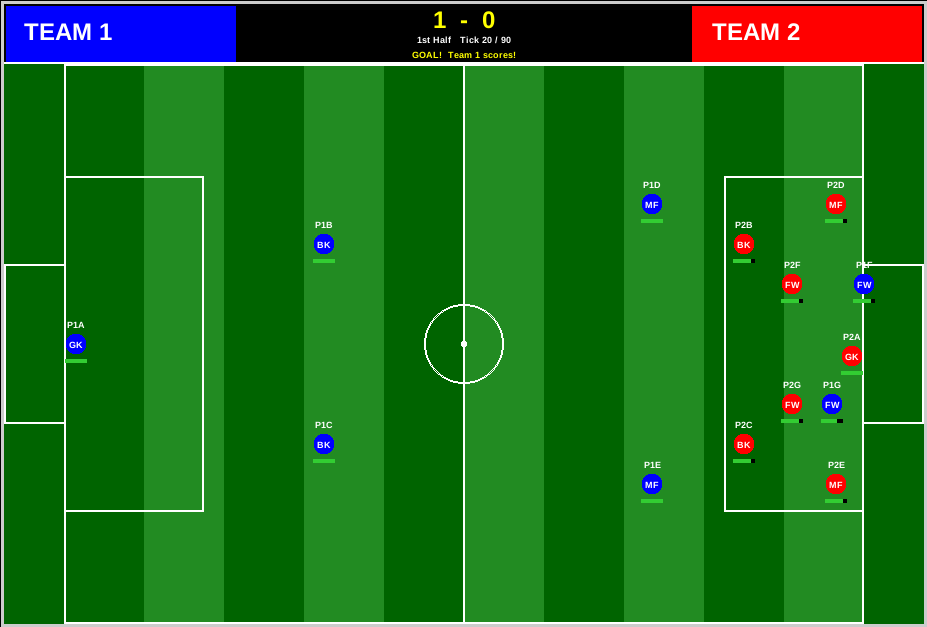 TEAM 1
1 - 0
TEAM 2
1st Half Tick 20 / 90
GOAL! Team 1 scores!
P1D
MF
P2D
MF
P1B
BK
P2B
BK
P2F
FW
P1F
FW
P1A
GK
P2A
GK
P2G
FW
P1G
FW
P1C
BK
P2C
BK
P1E
MF
P2E
MF